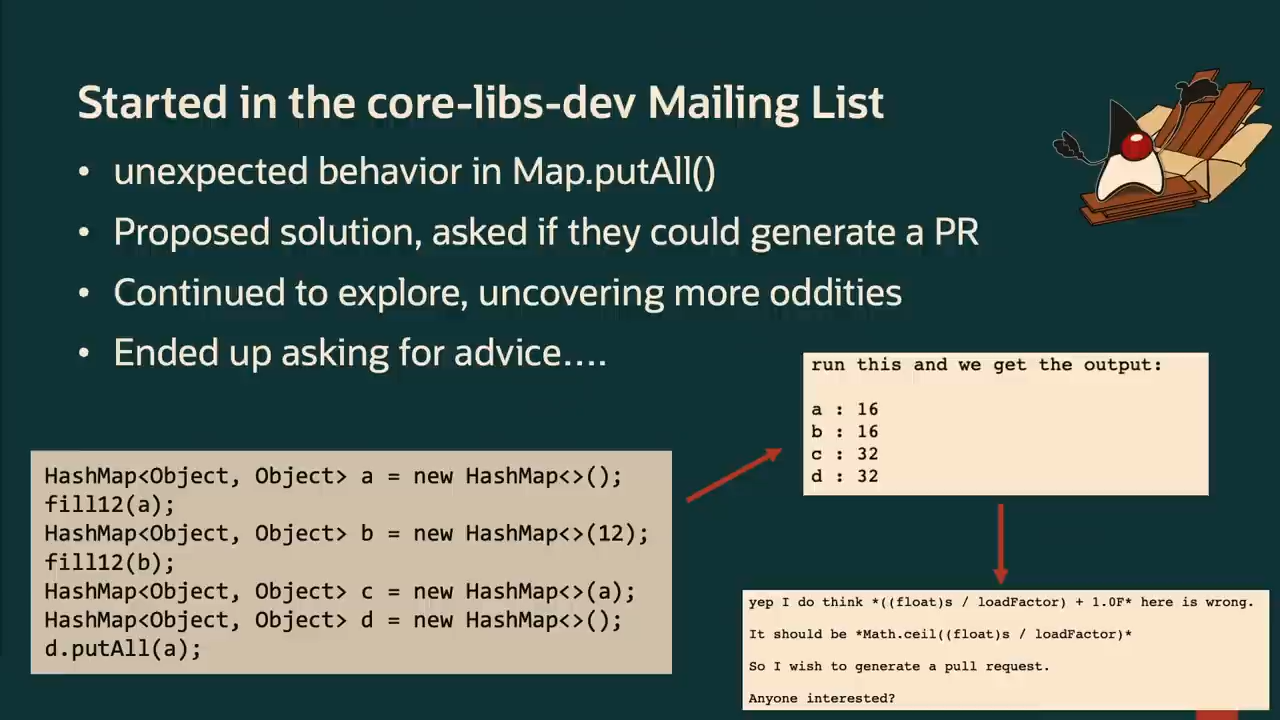 Started in the core-libs-dev Mailing List
• unexpected behavior in Map.putAll()
• Proposed solution, asked if they could generate a PR
• Continued to explore, uncovering more oddities
• Ended up asking for advice....
HashMap<Object, Object> a = new HashMap<>();
fill12(a);
HashMap<Object, Object> b = new HashMap<>(12);
fill12(b);
HashMap<Object, Object> c = new HashMap<>(a);
HashMap<Object, Object> d = new HashMap<>();
d.putAll(a);
run this and we get the output:
a : 16
b : 16
c : 32
d : 32
yep I do think *((float)s / loadFactor) + 1.0F* here is wrong.
It should be *Math.ceil((float)s / loadFactor)*
So I wish to generate a pull request.
Anyone interested?